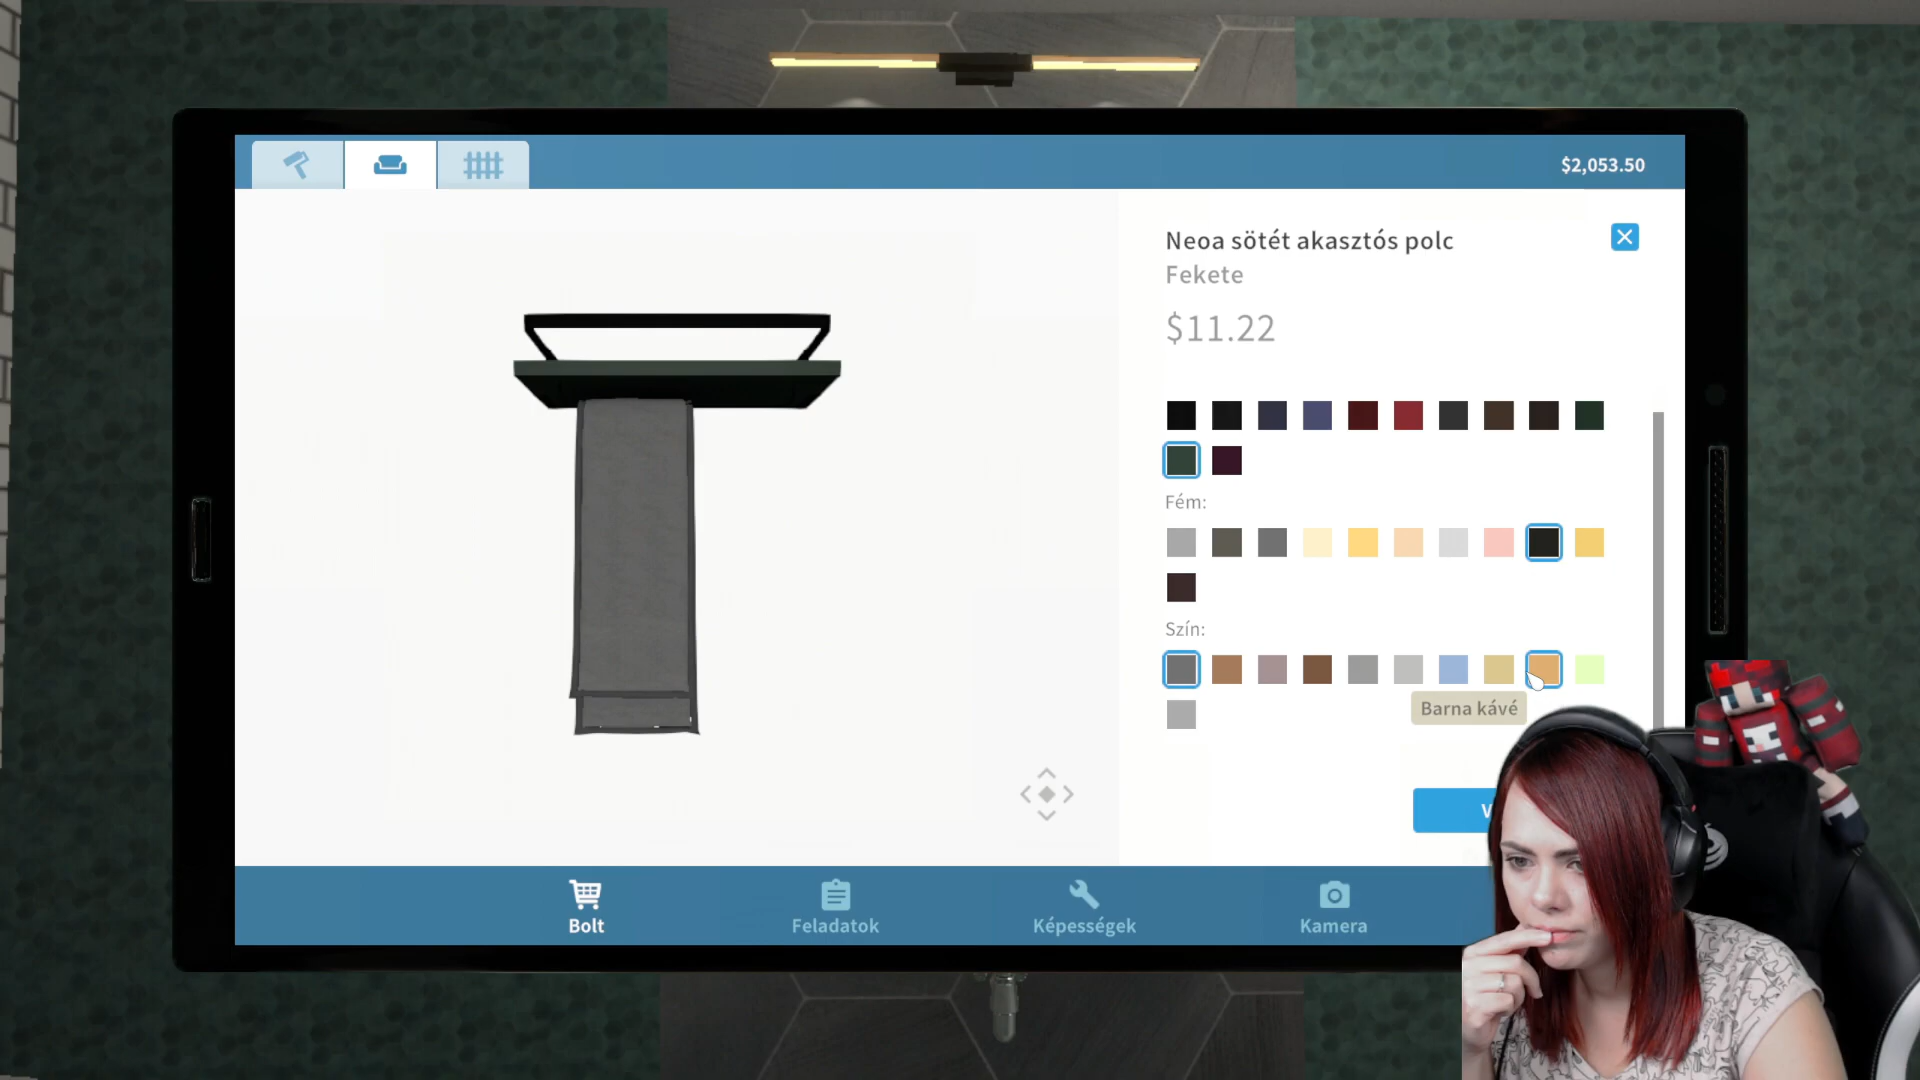 $2,053.50
Neoa sötét akasztós polc
Fekete
$11.22
Fém:
Szín:
Barna kávé
Bolt
Feladatok
Képességek
Kamera